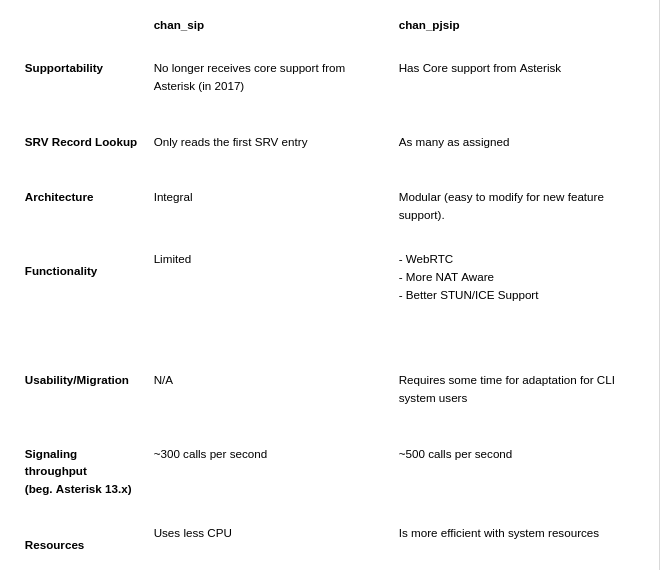 chan_sip chan_pjsip
Supportability No longer receives core support from Has Core support from Asterisk
Asterisk (in 2017)
SRV Record Lookup Only reads the first SRV entry As many as assigned
Architecture Integral Modular (easy to modify for new feature
support).
Limited - WebRTC
Functionality - More NAT Aware
- Better STUN/ICE Support
Usability/Migration N/A Requires some time for adaptation for CLI
system users
Signaling ~300 calls per second ~500 calls per second
throughput
(beg. Asterisk 13.x)
Uses less CPU Is more efficient with system resources
Resources